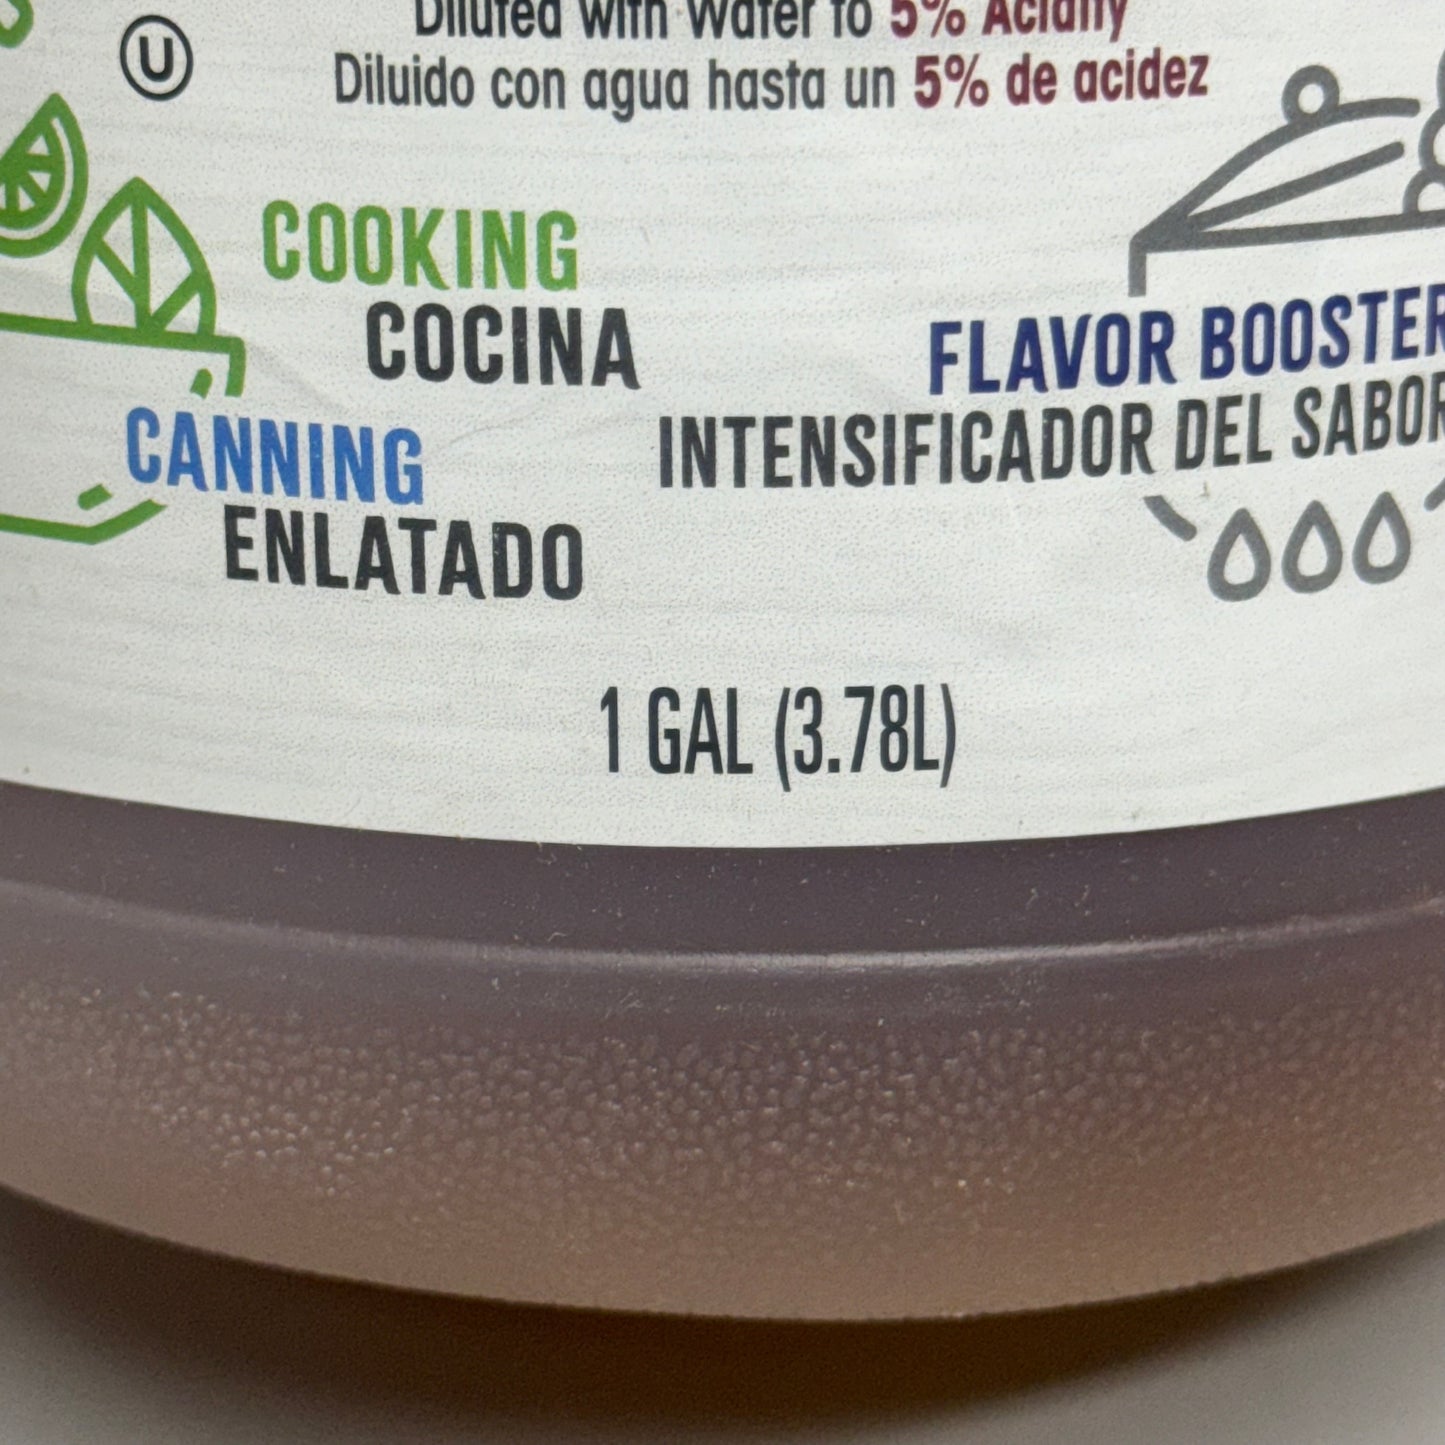 Diluted with Water to 5% Acidity
Ⓤ
Diluido con agua hasta un 5% de acidez
COOKING
COCINA
FLAVOR BOOSTER
INTENSIFICADOR DEL SABOR
CANNING
ENLATADO
1 GAL (3.78L)